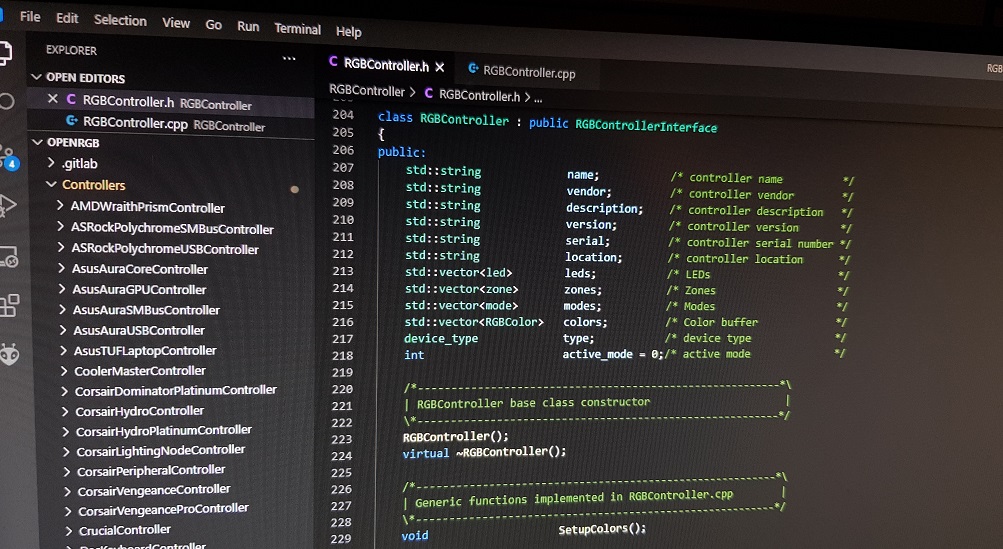 File Edit Selection View Go Run Terminal Help
EXPLORER ...
RGBController.h
RGBController.cpp
RGB
OPEN EDITORS
RGBController > C RGBController.h > ...
C RGBController.h RGBController
RGBController.cpp RGBController
OPENRGB
.gitlab
4
Controllers
AMDWraithPrismController
ASRockPolychromeSMBusController
ASRockPolychromeUSBController
AsusAuraCoreController
AsusAuraGPUController
AsusAuraSMBusController
AsusAuraUSBController
AsusTUFLaptopController
CoolerMasterController
CorsairDominatorPlatinumController
CorsairHydroController
CorsairHydroPlatinumController
CorsairLightingNodeController
CorsairPeripheralController
CorsairVengeanceController
CorsairVengeanceProController
CrucialController
204 class RGBController : public RGBControllerInterface
205 {
206 public:
207 std::string name; /* controller name */
208 std::string vendor; /* controller vendor */
209 std::string description; /* controller description */
210 std::string version; /* controller version */
211 std::string serial; /* controller serial number */
212 std::string location; /* controller location */
213 std::vector<led> leds; /* LEDs */
214 std::vector<zone> zones; /* Zones */
215 std::vector<mode> modes; /* Modes */
216 std::vector<RGBColor> colors; /* Color buffer */
217 device_type type; /* device type */
218 int active_mode = 0;/* active mode */
219
220 /*---------------------------------------------------------*\
221 | RGBController base class constructor |
222 \*---------------------------------------------------------*/
223 RGBController();
224 virtual ~RGBController();
225
226 /*---------------------------------------------------------*\
227 | Generic functions implemented in RGBController.cpp |
228 \*---------------------------------------------------------*/
229 void SetupColors();